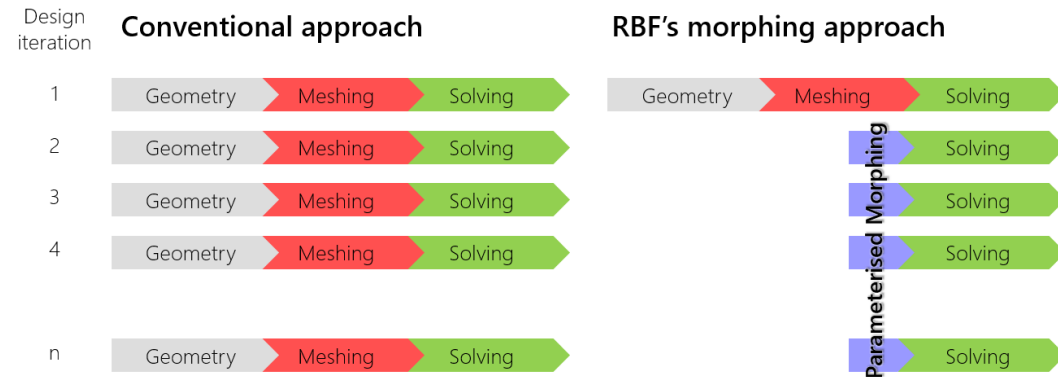 Design
iteration
Conventional approach
RBF's morphing approach
1
Geometry
Meshing
Solving
Geometry
Meshing
Solving
2
Geometry
Meshing
Solving
Solving
3
Geometry
Meshing
Solving
Solving
4
Geometry
Meshing
Solving
Solving
n
Geometry
Meshing
Solving
Solving
Parameterised Morphing